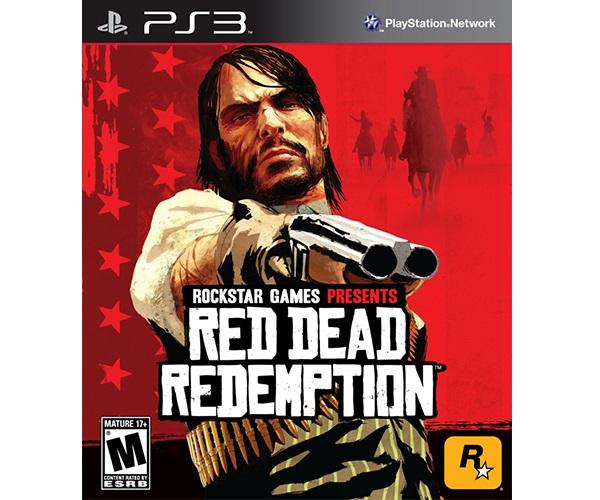 PS3
PlayStation®Network
ROCKSTAR GAMES PRESENTS
RED DEAD
REDEMPTION™
MATURE 17+
M
CONTENT RATED BY
ESRB
R